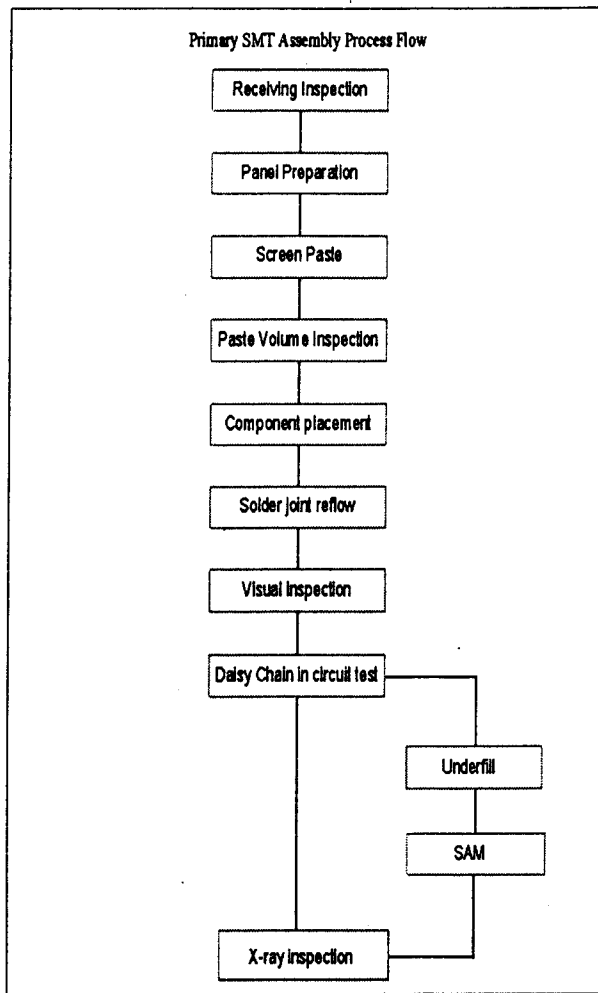 Primary SMT Assembly Process Flow
Receiving Inspection
Panel Preparation
Screen Paste
Paste Volume Inspection
Component placement
Solder joint reflow
Visual inspection
Daisy Chain in circuit test
Underfill
SAM
X-ray inspection